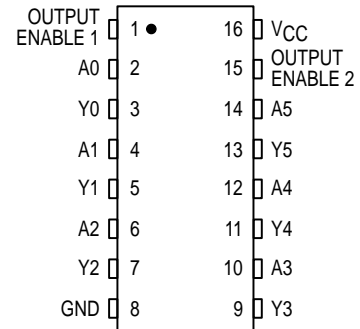 OUTPUT
ENABLE 1 1 16 VCC
A0 2 15 OUTPUT
ENABLE 2
Y0 3 14 A5
A1 4 13 Y5
Y1 5 12 A4
A2 6 11 Y4
Y2 7 10 A3
GND 8 9 Y3